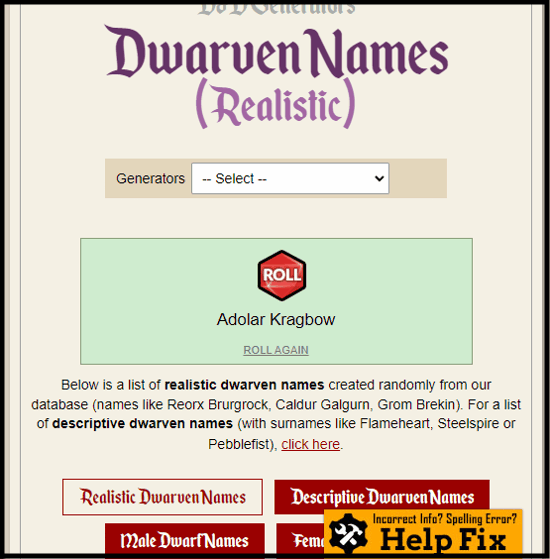 DoD Generators
Dwarven Names
(Realistic)
Generators -- Select --
ROLL
Adolar Kragbow
ROLL AGAIN
Below is a list of realistic dwarven names created randomly from our
database (names like Reorx Brurgrock, Caldur Galgurn, Grom Brekin). For a list
of descriptive dwarven names (with surnames like Flameheart, Steelspire or
Pebblefist), click here.
Realistic Dwarven Names Descriptive Dwarven Names
Male Dwarf Names
Incorrect Info? Spelling Error?
Help Fix